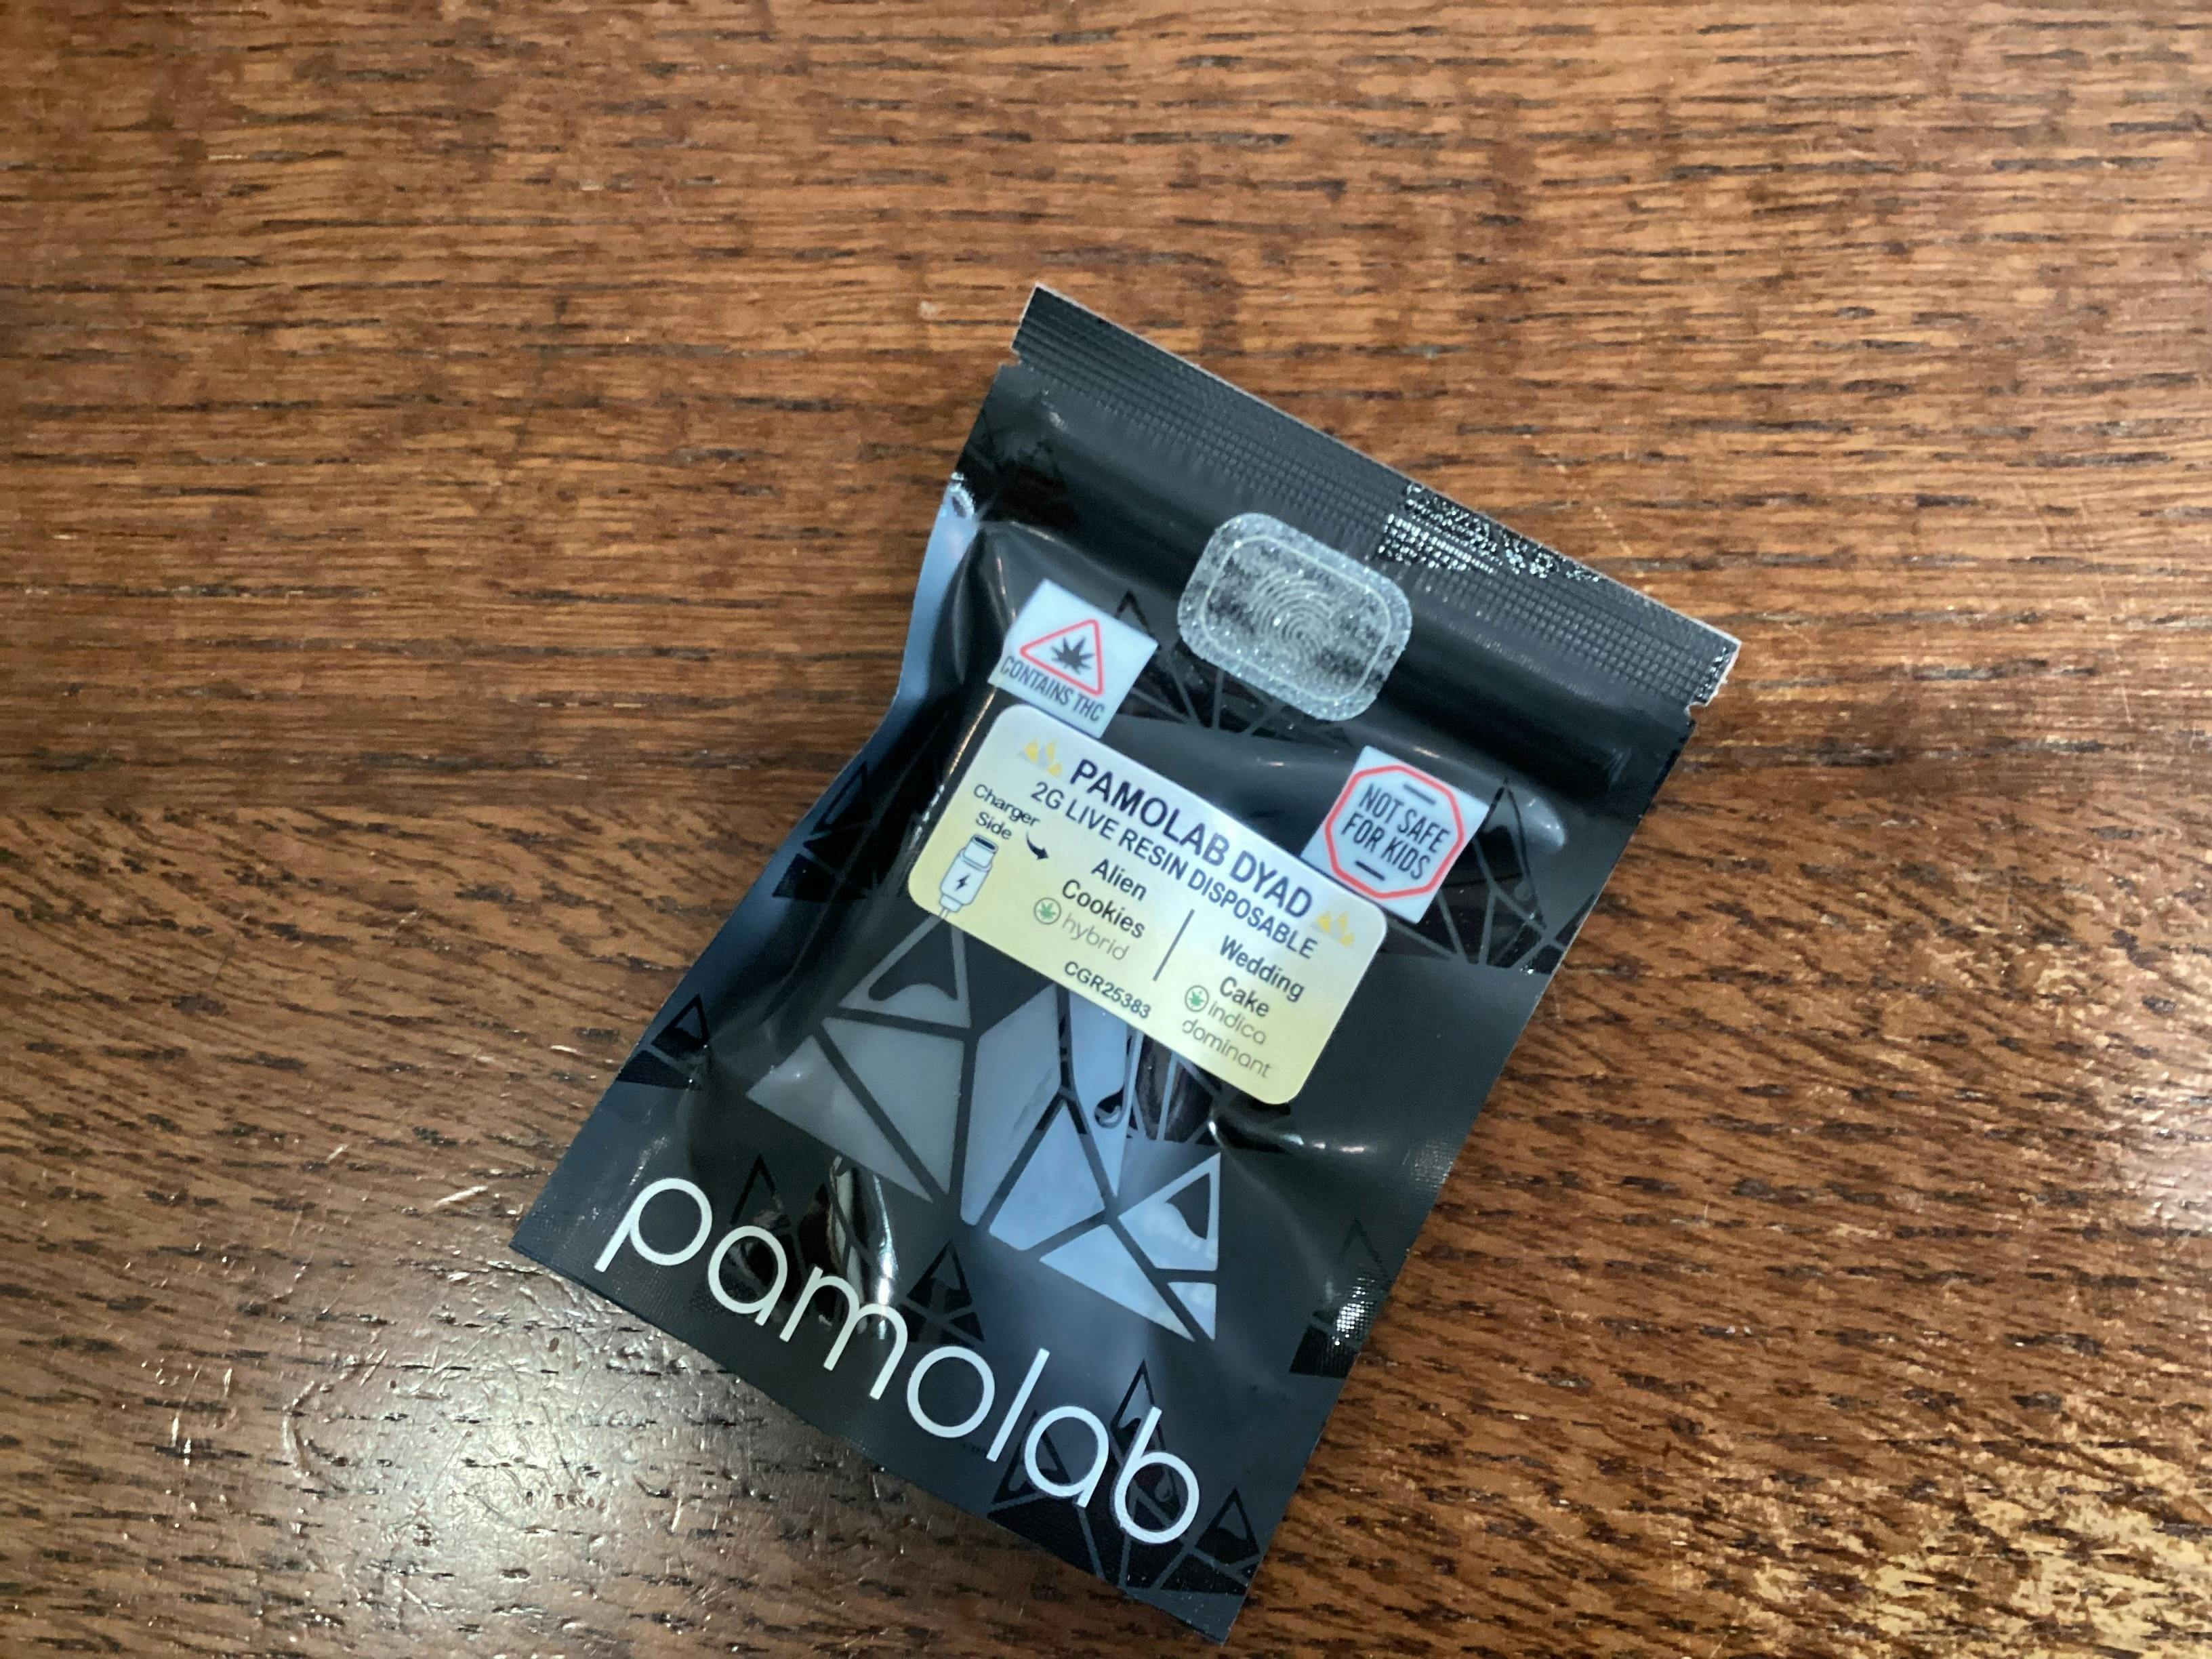 CONTAINS THC
NOT SAFE
FOR KIDS
PAMOLAB DYAD
2G LIVE RESIN DISPOSABLE
Charger
Side
Alien
Cookies
hybrid
Wedding
Cake
indica
dominant
CGR25383
pamolab